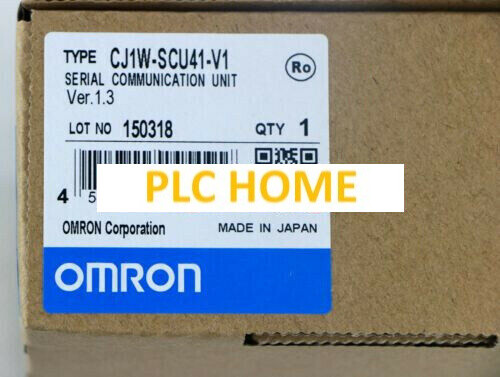 TYPE CJ1W-SCU41-V1
Ro
SERIAL COMMUNICATION UNIT
Ver.1.3
LOT NO 150318 QTY 1
4 5
PLC HOME
OMRON Corporation MADE IN JAPAN
OMRON